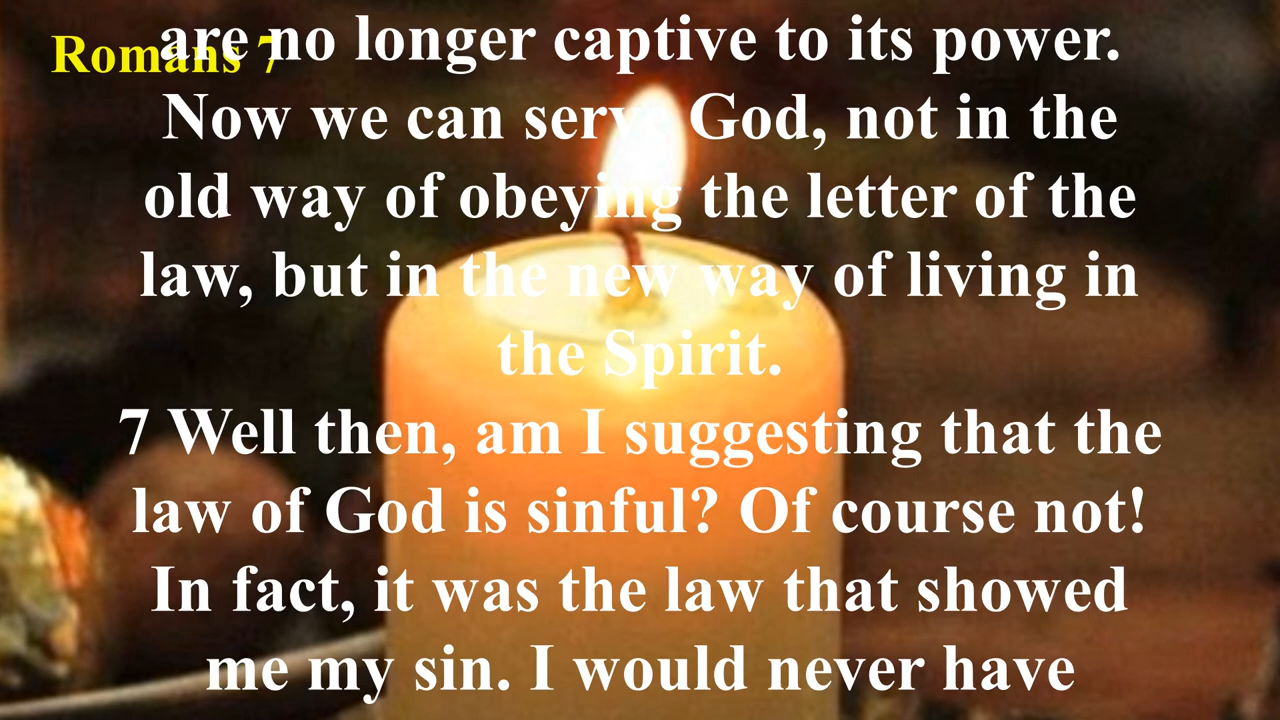 Romans 7
are no longer captive to its power.
Now we can serve God, not in the
old way of obeying the letter of the
law, but in the new way of living in
the Spirit.
7 Well then, am I suggesting that the
law of God is sinful? Of course not!
In fact, it was the law that showed
me my sin. I would never have